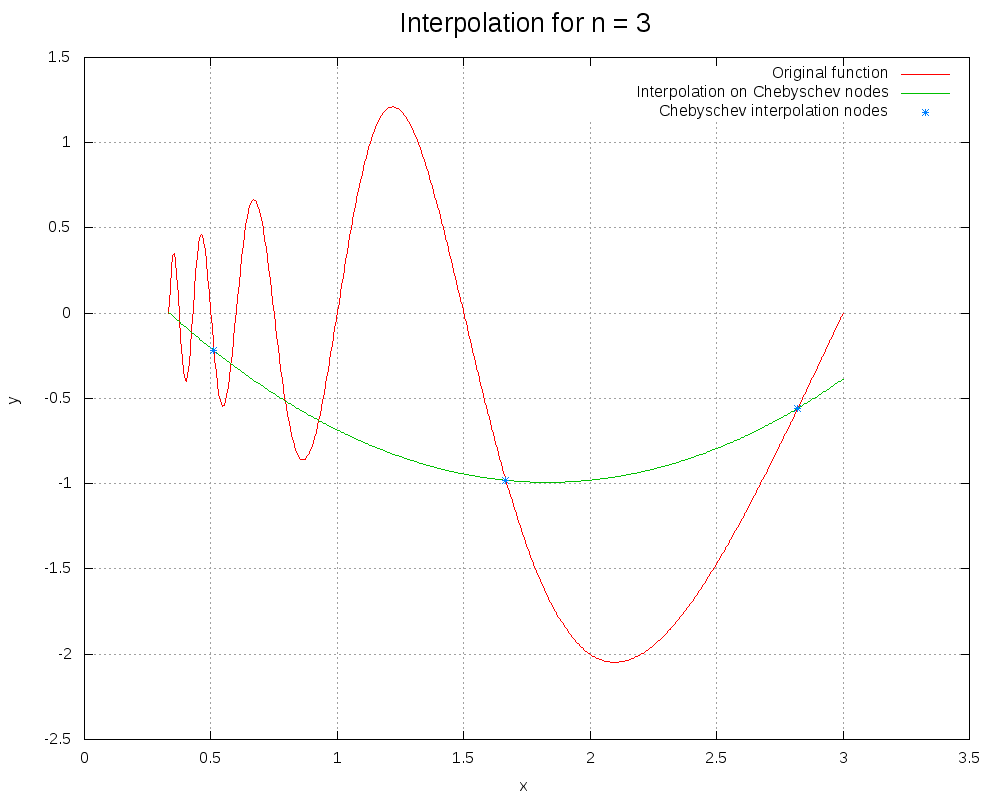 Interpolation for n = 3
Original function
Interpolation on Chebyschev nodes
Chebyschev interpolation nodes
1.5
1
0.5
0
-0.5
-1
-1.5
-2
-2.5
y
0 0.5 1 1.5 2 2.5 3 3.5
x